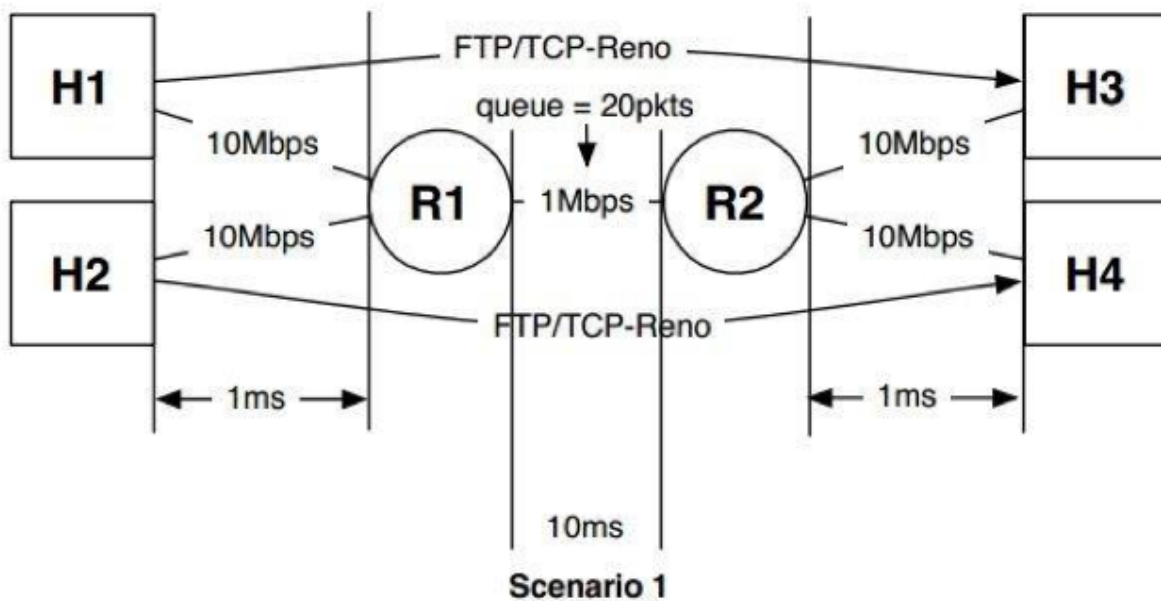 FTP/TCP-Reno
H1
H3
queue = 20pkts
10Mbps
10Mbps
R1
1Mbps
R2
10Mbps
10Mbps
H2
H4
FTP/TCP-Reno
1ms
1ms
10ms
Scenario 1